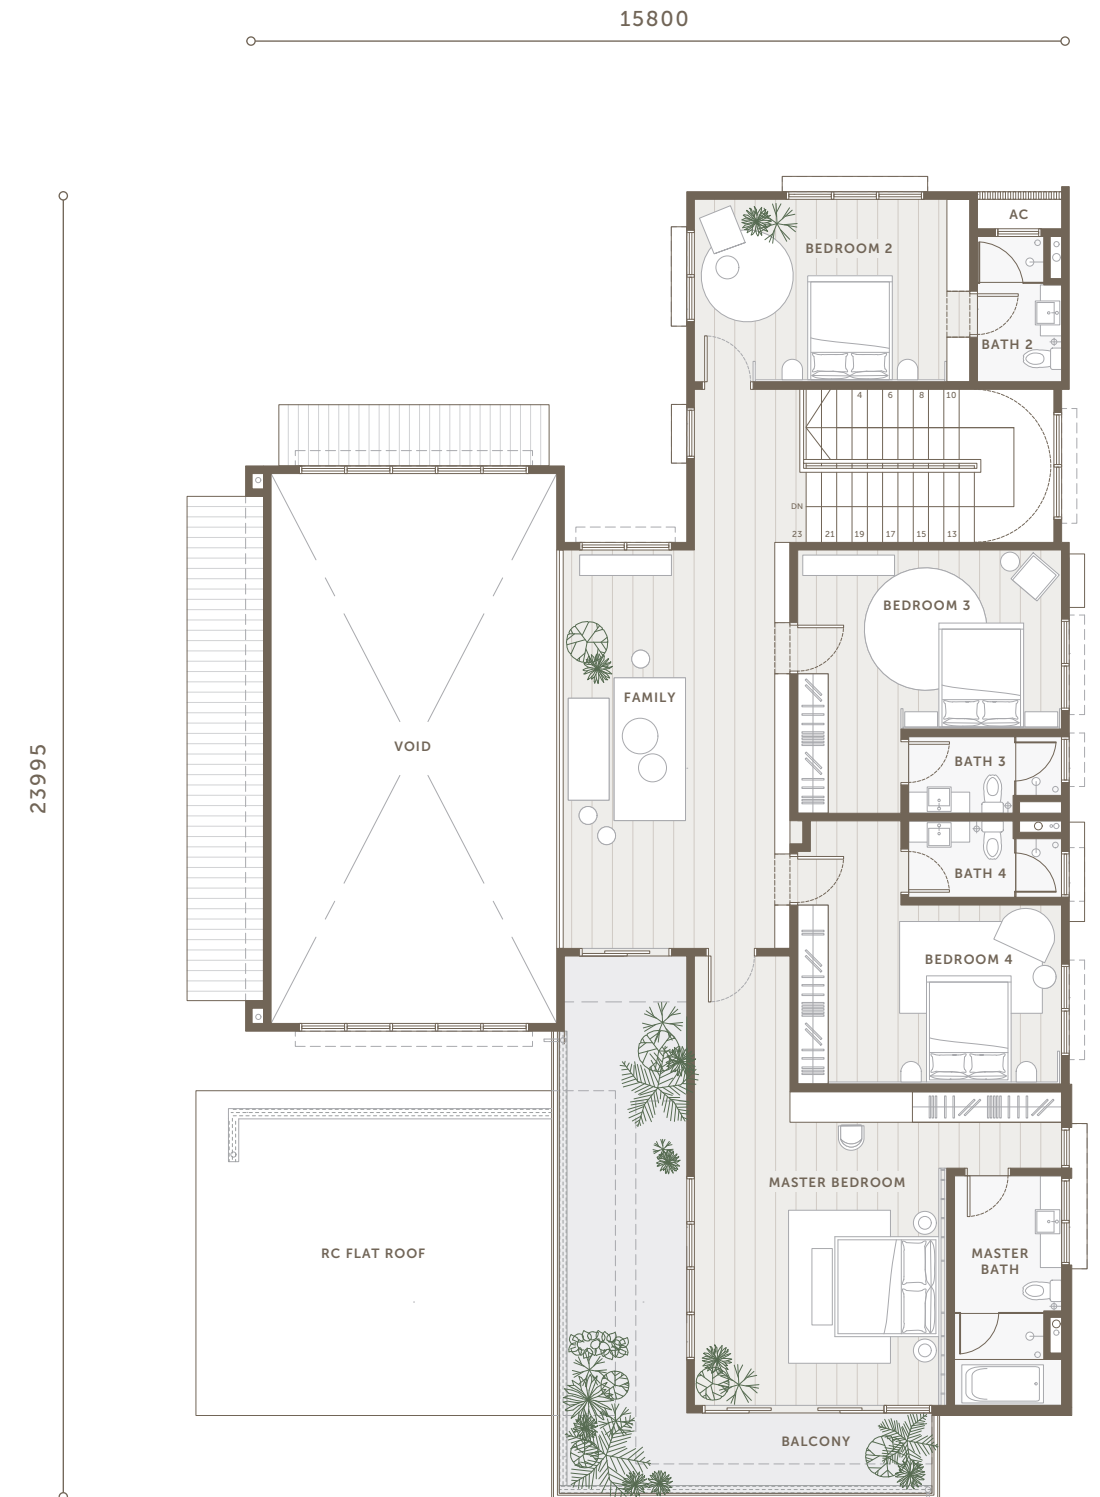 15800
AC
BEDROOM 2
BATH 2
4 6 8 10
DN
23 21 19 17 15 13
BEDROOM 3
FAMILY
VOID
BATH 3
23995
BATH 4
BEDROOM 4
MASTER BEDROOM
RC FLAT ROOF
MASTER
BATH
BALCONY